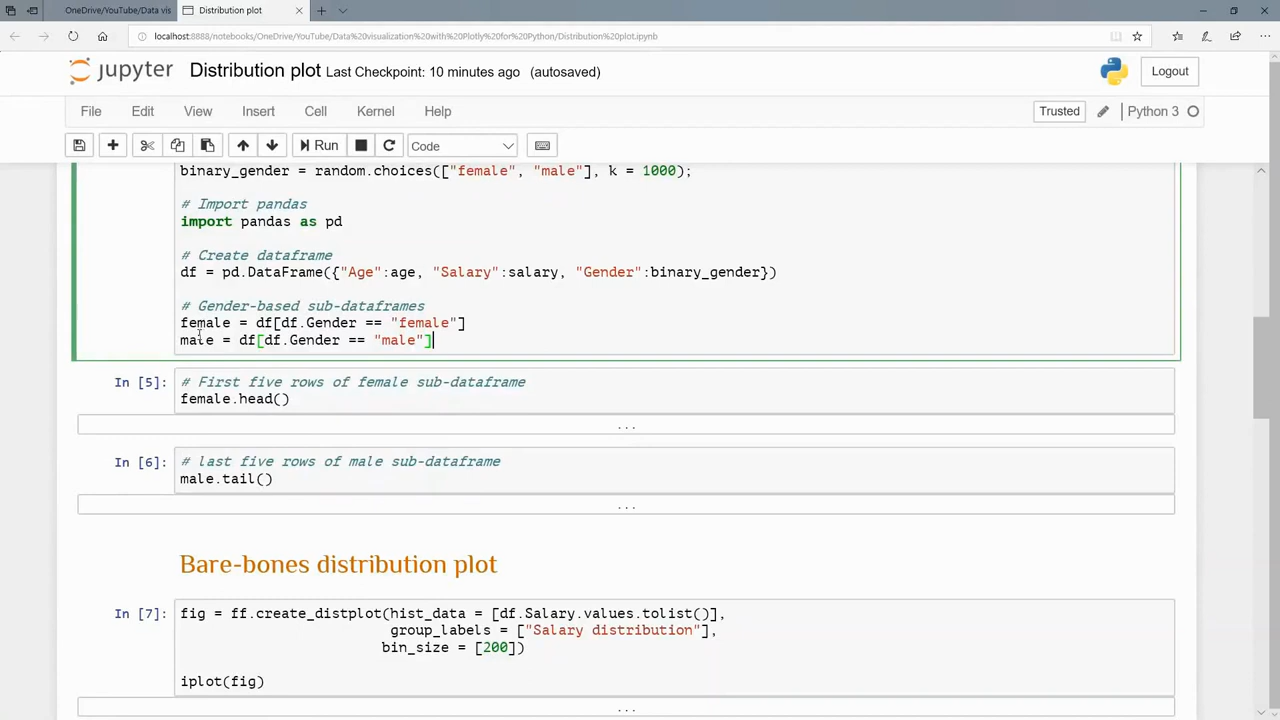 OneDrive/YouTube/Data vis
Distribution plot
localhost:8888/notebooks/OneDrive/YouTube/Data%20visualization%20with%20Plotly%20for%20Python/Distribution%20plot.ipynb
jupyter Distribution plot Last Checkpoint: 10 minutes ago (autosaved)
Logout
File Edit View Insert Cell Kernel Help
Trusted Python 3
Run Code
binary_gender = random.choices(["female", "male"], k = 1000);
# Import pandas
import pandas as pd
# Create dataframe
df = pd.DataFrame({"Age":age, "Salary":salary, "Gender":binary_gender})
# Gender-based sub-dataframes
female = df[df.Gender == "female"]
male = df[df.Gender == "male"]
In [5]: # First five rows of female sub-dataframe
female.head()
...
In [6]: # last five rows of male sub-dataframe
male.tail()
...
Bare-bones distribution plot
In [7]: fig = ff.create_distplot(hist_data = [df.Salary.values.tolist()],
group_labels = ["Salary distribution"],
bin_size = [200])
iplot(fig)
...